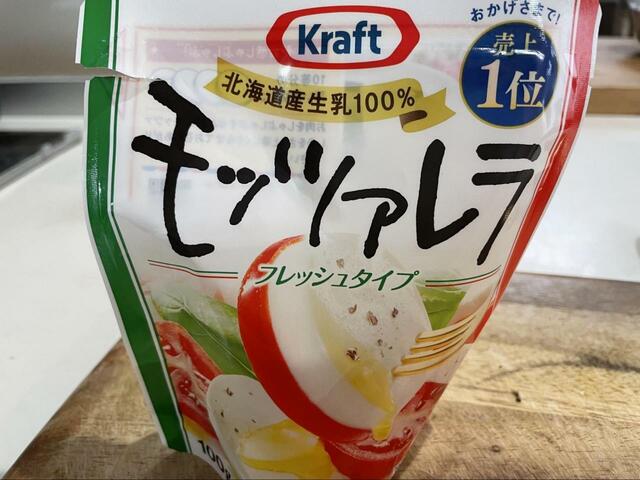 Kraft
おかげさまで!
売上
1位
北海道産生乳100%
モッツァレラ
フレッシュタイプ
100g